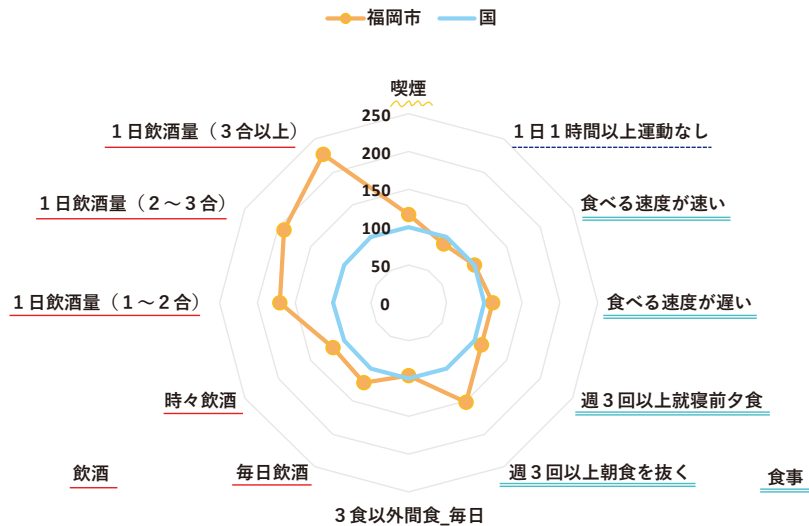 福岡市 国
喫煙
１日飲酒量（３合以上）
１日１時間以上運動なし
１日飲酒量（２～３合）
食べる速度が速い
１日飲酒量（１～２合）
食べる速度が遅い
時々飲酒
週３回以上就寝前夕食
飲酒
毎日飲酒
週３回以上朝食を抜く
食事
３食以外間食_毎日
250
200
150
100
50
0